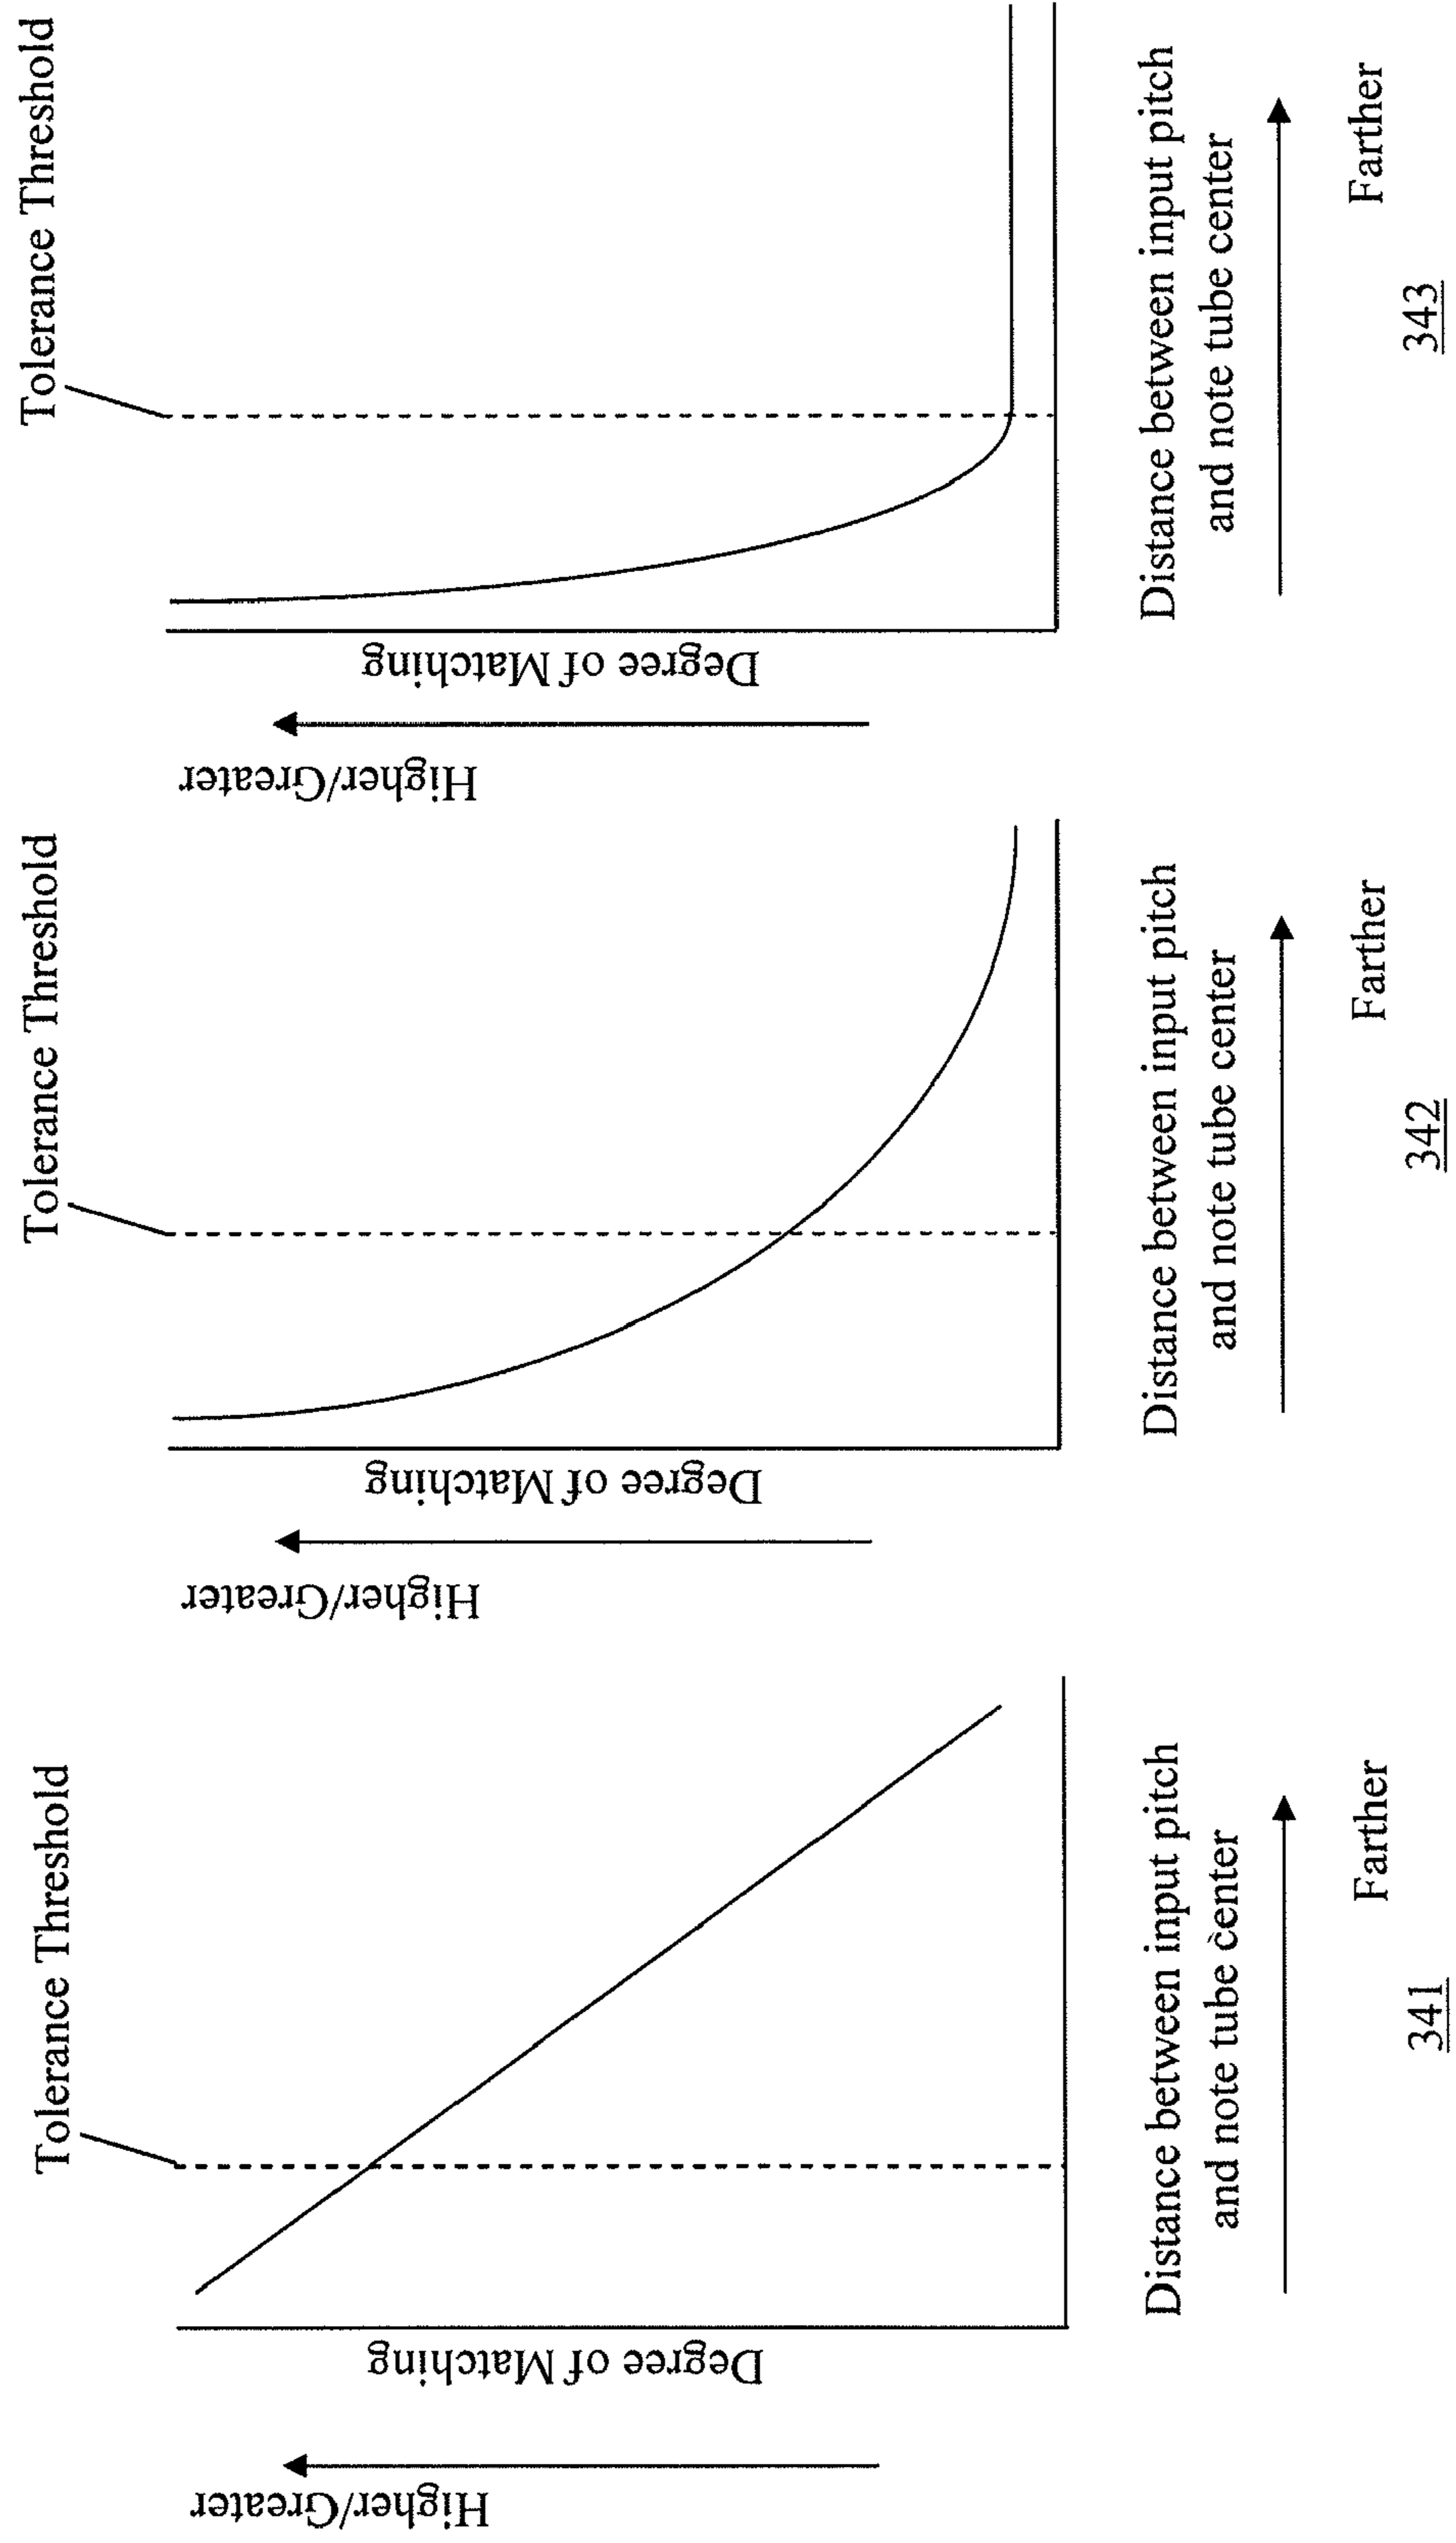 Tolerance Threshold
Higher/Greater
Degree of Matching
Distance between input pitch
and note tube center
Farther
341
Tolerance Threshold
Higher/Greater
Degree of Matching
Distance between input pitch
and note tube center
Farther
342
Tolerance Threshold
Higher/Greater
Degree of Matching
Distance between input pitch
and note tube center
Farther
343